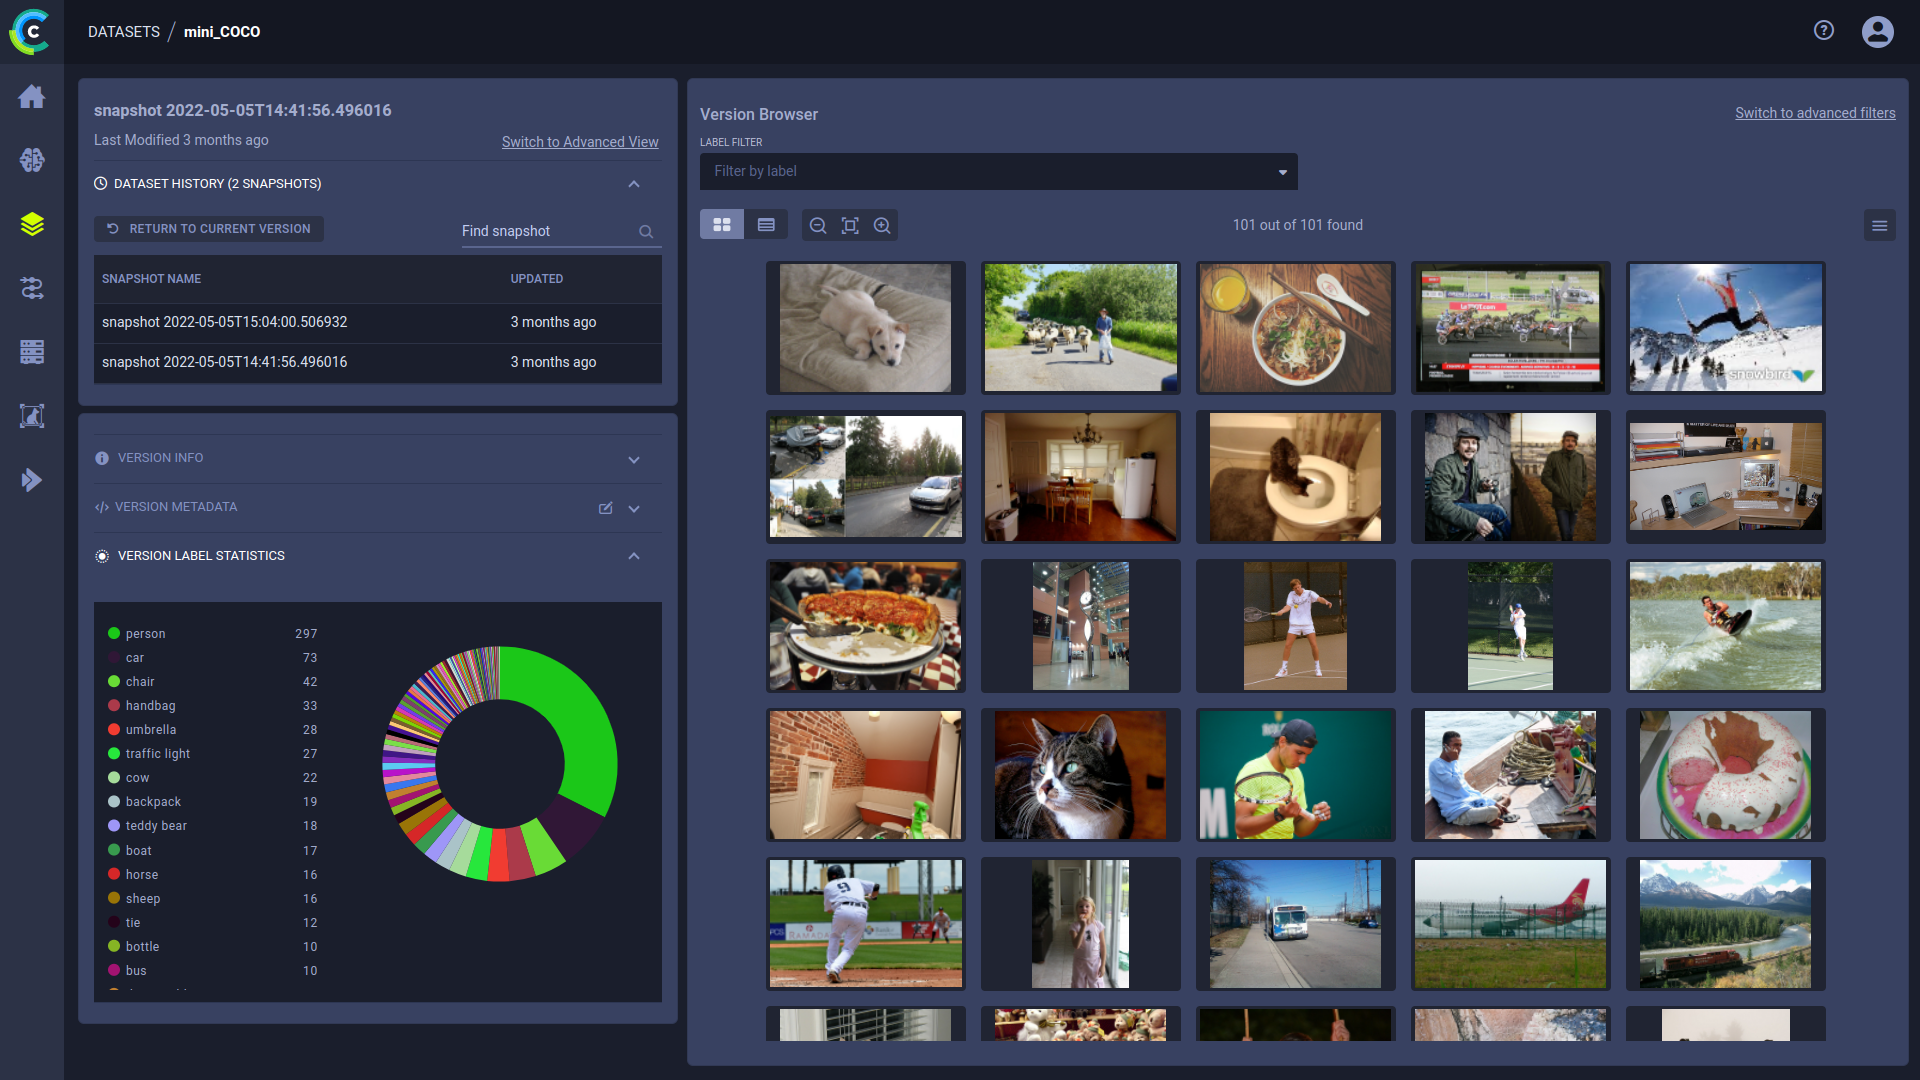 DATASETS / mini_COCO
snapshot 2022-05-05T14:41:56.496016
Last Modified 3 months ago
Switch to Advanced View
DATASET HISTORY (2 SNAPSHOTS)
RETURN TO CURRENT VERSION
Find snapshot
SNAPSHOT NAME UPDATED
snapshot 2022-05-05T15:04:00.506932 3 months ago
snapshot 2022-05-05T14:41:56.496016 3 months ago
VERSION INFO
VERSION METADATA
VERSION LABEL STATISTICS
person 297
car 73
chair 42
handbag 33
umbrella 28
traffic light 27
cow 22
backpack 19
teddy bear 18
boat 17
horse 16
sheep 16
tie 12
bottle 10
bus 10
Version Browser
Switch to advanced filters
LABEL FILTER
Filter by label
101 out of 101 found
snowbird
M
9